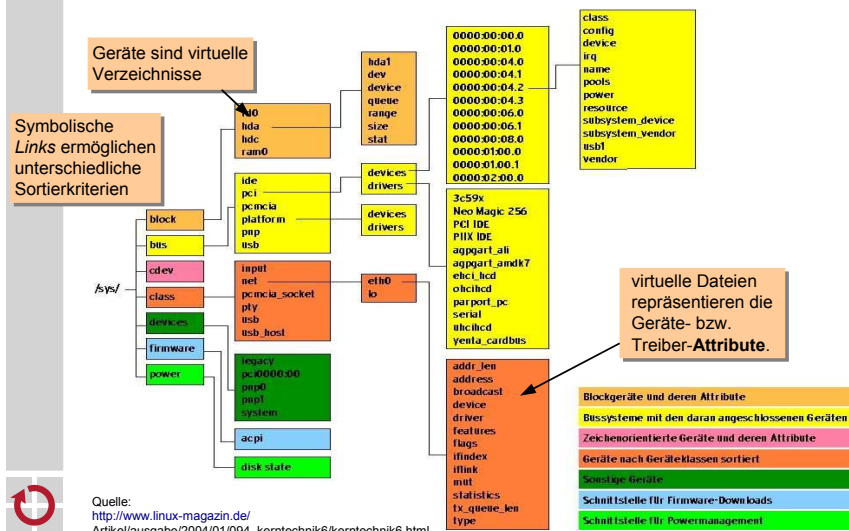 Geräte sind virtuelle
Verzeichnisse
Symbolische
Links ermöglichen
unterschiedliche
Sortierkriterien
/sys/
block
bus
cdev
class
devices
firmware
power
hda
hdc
ram0
hda1
dev
device
queue
range
size
stat
ide
pci
pcmcia
platform
pnp
usb
devices
drivers
devices
drivers
0000:00:00.0
0000:00:01.0
0000:00:04.0
0000:00:04.1
0000:00:04.2
0000:00:04.3
0000:00:06.0
0000:00:06.1
0000:00:08.0
0000:01:00.0
0000:01:00.1
0000:02:00.0
class
config
device
irq
name
pools
power
resource
subsystem_device
subsystem_vendor
usb1
vendor
3c59x
Neo Magic 256
PCI IDE
PIIX IDE
agpgart_ali
agpgart_amdk7
ehci_hcd
ohcihcd
parport_pc
serial
uhcihcd
yenta_cardbus
input
net
pcmcia_socket
pty
usb
usb_host
eth0
lo
addr_len
address
broadcast
device
driver
features
flags
ifindex
iflink
mut
statistics
tx_queue_len
type
legacy
pci0000:00
pnp0
pnp1
system
acpi
disk state
virtuelle Dateien
repräsentieren die
Geräte- bzw.
Treiber-Attribute.
Blockgeräte und deren Attribute
Bussysteme mit den daran angeschlossenen Geräten
Zeichenorientierte Geräte und deren Attribute
Geräte nach Geräteklassen sortiert
Sonstige Geräte
Schnittstelle für Firmware-Downloads
Schnittstelle für Powermanagement
Quelle:
http://www.linux-magazin.de/
Artikel/ausgabe/2004/01/094_kerntechnik6/kerntechnik6.html